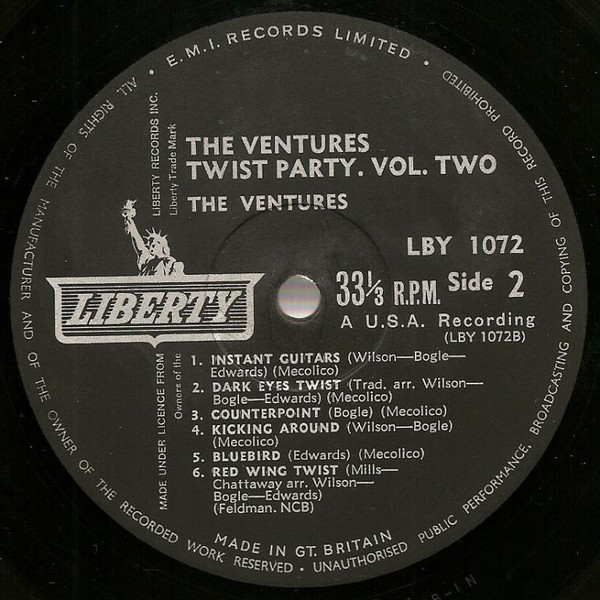 E.M.I. RECORDS LIMITED •
ALL RIGHTS OF THE MANUFACTURER AND OF THE OWNER OF THE RECORDED WORK RESERVED • UNAUTHORISED PUBLIC PERFORMANCE, BROADCASTING AND COPYING OF THIS RECORD PROHIBITED •
LIBERTY RECORDS INC.
Liberty Trade Mark
THE VENTURES
TWIST PARTY. VOL. TWO
THE VENTURES
LBY 1072
LIBERTY
33⅓ R.P.M. Side 2
A U.S.A. Recording
(LBY 1072B)
MADE UNDER LICENCE FROM
Owners of the
1. INSTANT GUITARS (Wilson—Bogle—
Edwards) (Mecolico)
2. DARK EYES TWIST (Trad. arr. Wilson—
Bogle—Edwards) (Mecolico)
3. COUNTERPOINT (Bogle) (Mecolico)
4. KICKING AROUND (Wilson—Bogle)
(Mecolico)
5. BLUEBIRD (Edwards) (Mecolico)
6. RED WING TWIST (Mills—
Chattaway arr. Wilson—
Bogle—Edwards)
(Feldman. NCB)
MADE IN GT. BRITAIN